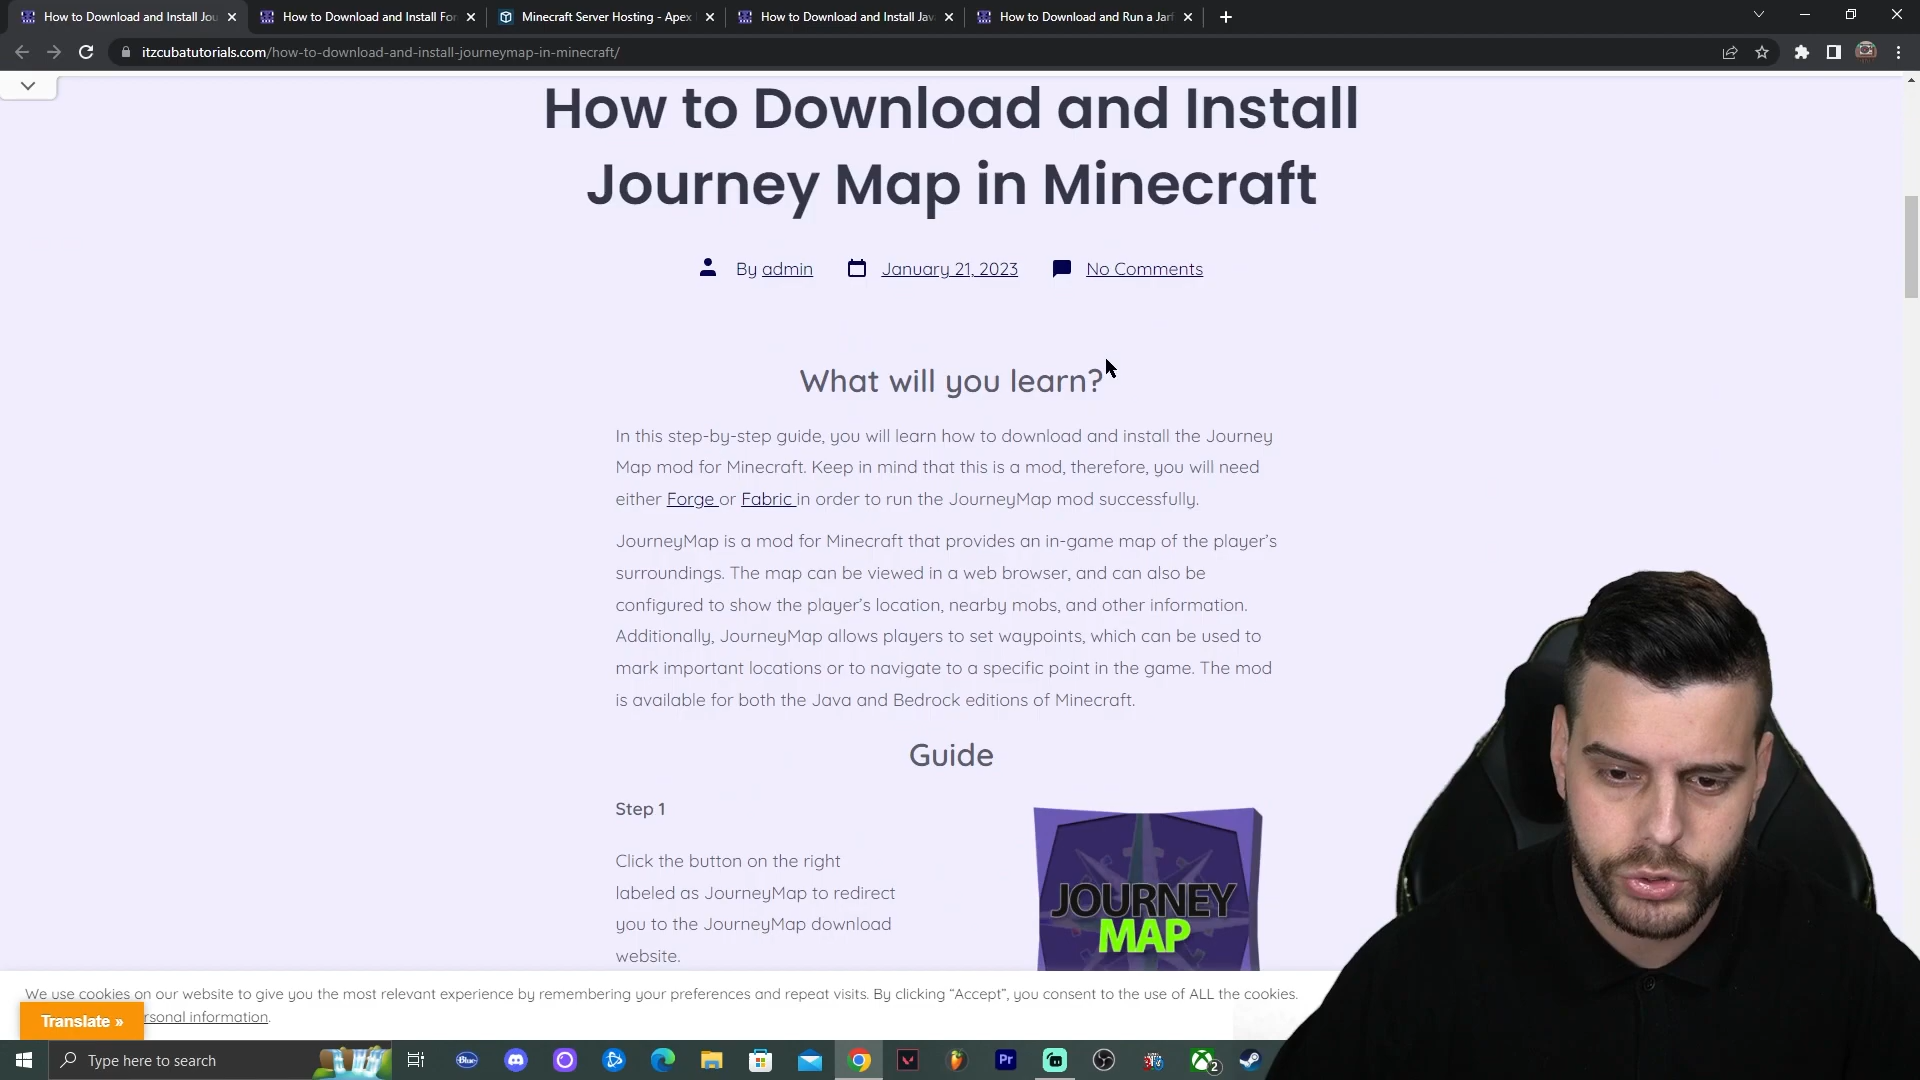 How to Download and Install Jou
How to Download and Install For
Minecraft Server Hosting - Apex
How to Download and Install Jav
How to Download and Run a Jarf
itzcubatutorials.com/how-to-download-and-install-journeymap-in-minecraft/
How to Download and Install
Journey Map in Minecraft
By admin
January 21, 2023
No Comments
What will you learn?
In this step-by-step guide, you will learn how to download and install the Journey
Map mod for Minecraft. Keep in mind that this is a mod, therefore, you will need
either Forge or Fabric in order to run the JourneyMap mod successfully.
JourneyMap is a mod for Minecraft that provides an in-game map of the player's
surroundings. The map can be viewed in a web browser, and can also be
configured to show the player's location, nearby mobs, and other information.
Additionally, JourneyMap allows players to set waypoints, which can be used to
mark important locations or to navigate to a specific point in the game. The mod
is available for both the Java and Bedrock editions of Minecraft.
Guide
Step 1
Click the button on the right
labeled as JourneyMap to redirect
you to the JourneyMap download
website.
JOURNEY
MAP
We use cookies on our website to give you the most relevant experience by remembering your preferences and repeat visits. By clicking “Accept”, you consent to the use of ALL the cookies.
Translate »
rsonal information.
Type here to search
Blue
Pr
2